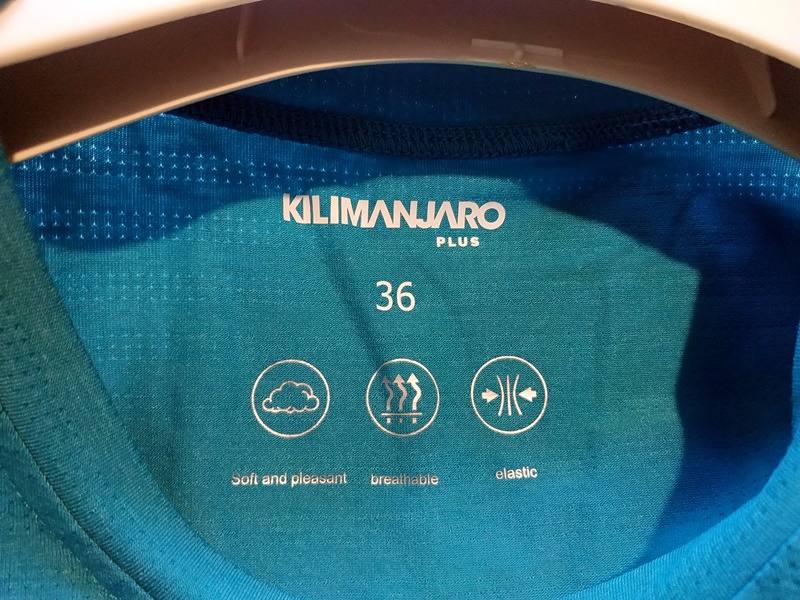 KILIMANJARO
PLUS
36
Soft and pleasant breathable elastic